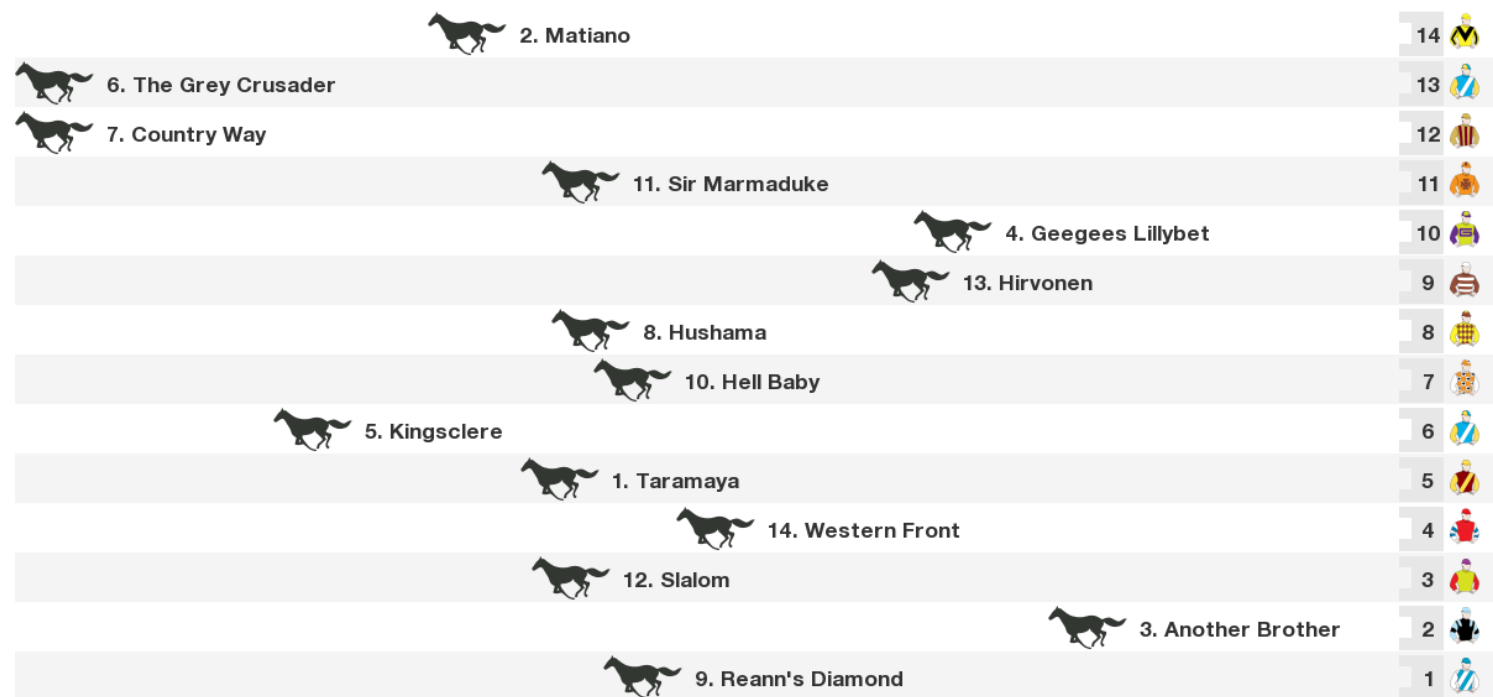 2. Matiano 14
6. The Grey Crusader 13
7. Country Way 12
11. Sir Marmaduke 11
4. Geegees Lillybet 10
13. Hirvonen 9
8. Hushama 8
10. Hell Baby 7
5. Kingsclere 6
1. Taramaya 5
14. Western Front 4
12. Slalom 3
3. Another Brother 2
9. Reann's Diamond 1